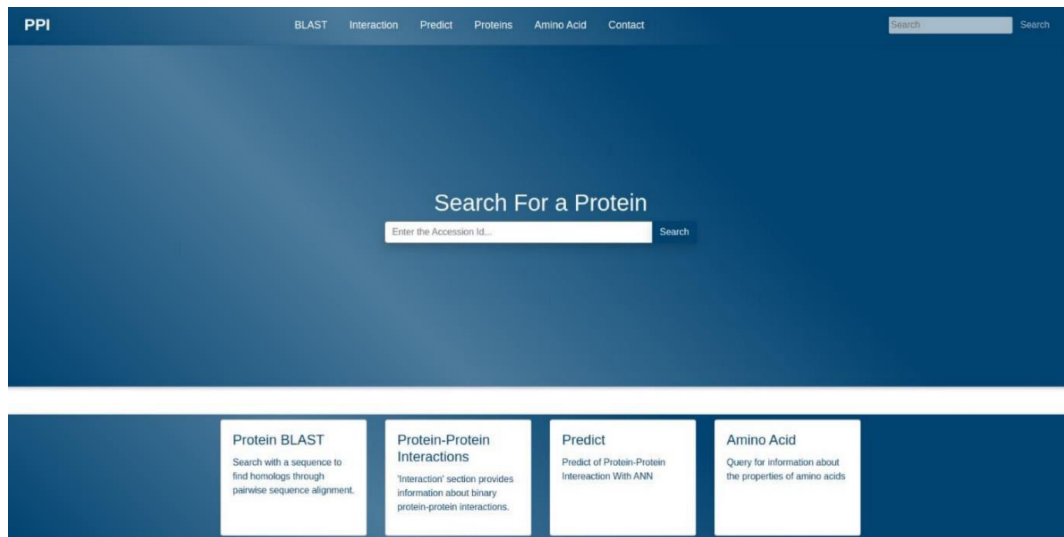 PPI BLAST Interaction Predict Proteins Amino Acid Contact Search Search
Search For a Protein
Enter the Accession Id... Search
Protein BLAST
Search with a sequence to
find homologs through
pairwise sequence alignment.
Protein-Protein
Interactions
'Interaction' section provides
information about binary
protein-protein interactions.
Predict
Predict of Protein-Protein
Intereaction With ANN
Amino Acid
Query for information about
the properties of amino acids